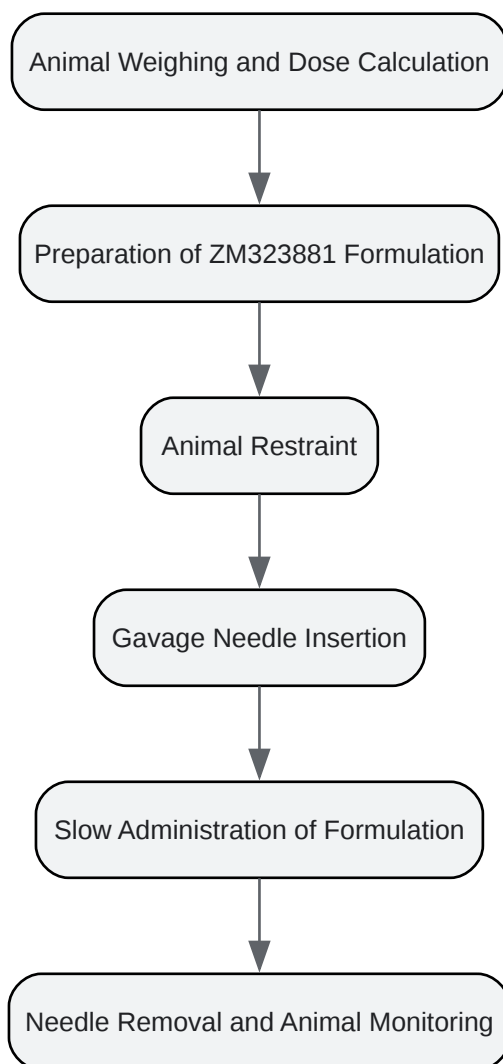 Animal Weighing and Dose Calculation
Preparation of ZM323881 Formulation
Animal Restraint
Gavage Needle Insertion
Slow Administration of Formulation
Needle Removal and Animal Monitoring